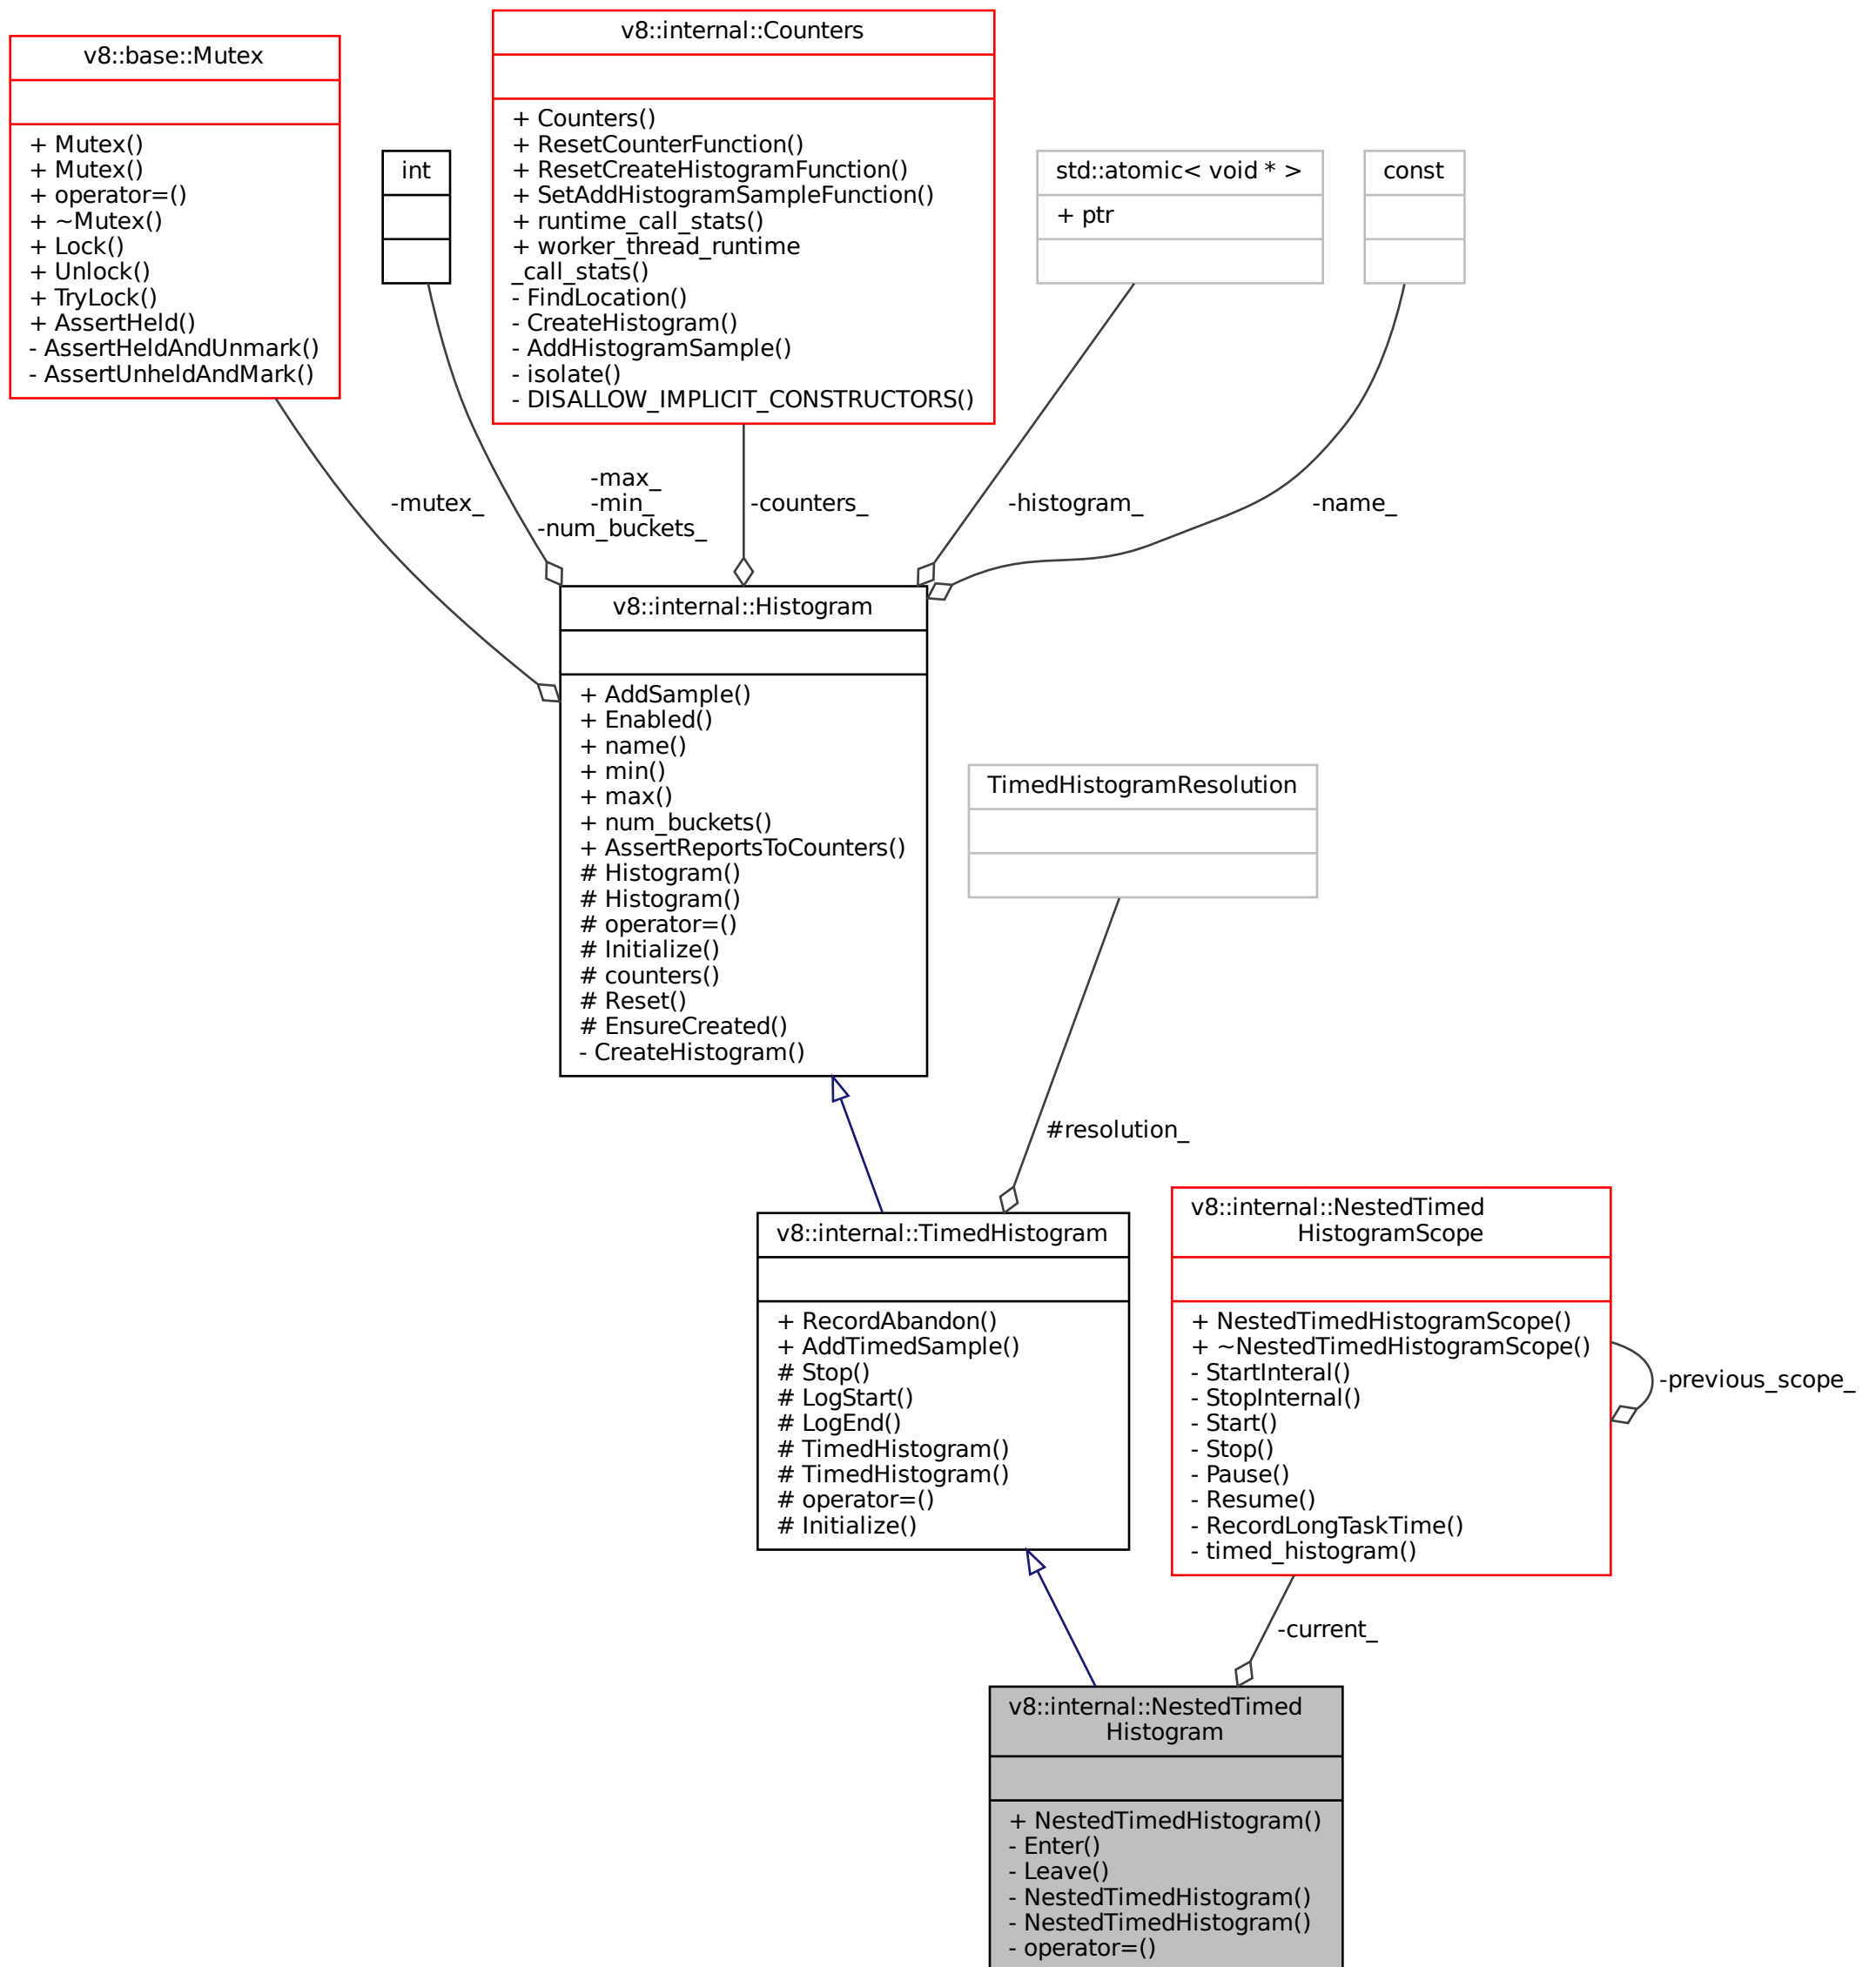 v8::internal::Counters
+ Counters()
+ ResetCounterFunction()
+ ResetCreateHistogramFunction()
+ SetAddHistogramSampleFunction()
+ runtime_call_stats()
+ worker_thread_runtime
_call_stats()
- FindLocation()
- CreateHistogram()
- AddHistogramSample()
- isolate()
- DISALLOW_IMPLICIT_CONSTRUCTORS()
v8::base::Mutex
+ Mutex()
+ Mutex()
+ operator=()
+ ~Mutex()
+ Lock()
+ Unlock()
+ TryLock()
+ AssertHeld()
- AssertHeldAndUnmark()
- AssertUnheldAndMark()
int
std::atomic< void * >
+ ptr
const
-mutex_
-max_
-min_
-num_buckets_
-counters_
-histogram_
-name_
v8::internal::Histogram
+ AddSample()
+ Enabled()
+ name()
+ min()
+ max()
+ num_buckets()
+ AssertReportsToCounters()
# Histogram()
# Histogram()
# operator=()
# Initialize()
# counters()
# Reset()
# EnsureCreated()
- CreateHistogram()
TimedHistogramResolution
#resolution_
v8::internal::TimedHistogram
+ RecordAbandon()
+ AddTimedSample()
# Stop()
# LogStart()
# LogEnd()
# TimedHistogram()
# TimedHistogram()
# operator=()
# Initialize()
v8::internal::NestedTimed
HistogramScope
+ NestedTimedHistogramScope()
+ ~NestedTimedHistogramScope()
- StartInteral()
- StopInternal()
- Start()
- Stop()
- Pause()
- Resume()
- RecordLongTaskTime()
- timed_histogram()
-previous_scope_
-current_
v8::internal::NestedTimed
Histogram
+ NestedTimedHistogram()
- Enter()
- Leave()
- NestedTimedHistogram()
- NestedTimedHistogram()
- operator=()